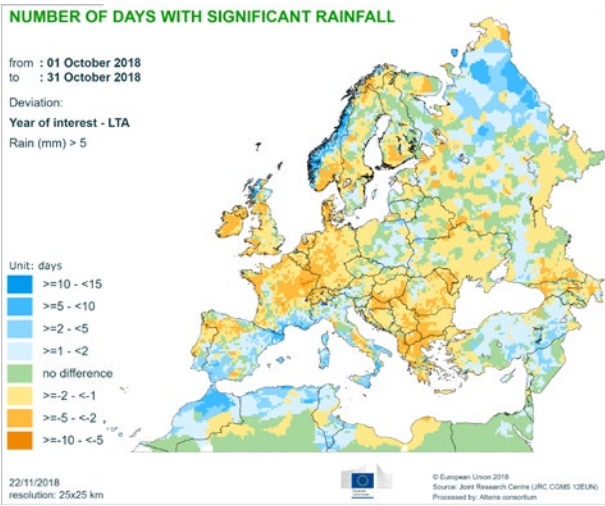 NUMBER OF DAYS WITH SIGNIFICANT RAINFALL
from : 01 October 2018
to : 31 October 2018
Deviation:
Year of interest - LTA
Rain (mm) > 5
Unit: days
>=10 - <15
>=5 - <10
>=2 - <5
>=1 - <2
no difference
>=-2 - <-1
>=-5 - <-2
>=-10 - <-5
22/11/2018
resolution: 25x25 km
© European Union 2018
Source: Joint Research Centre (JRC CGMS 12EUN)
Processed by: Alterra consortium